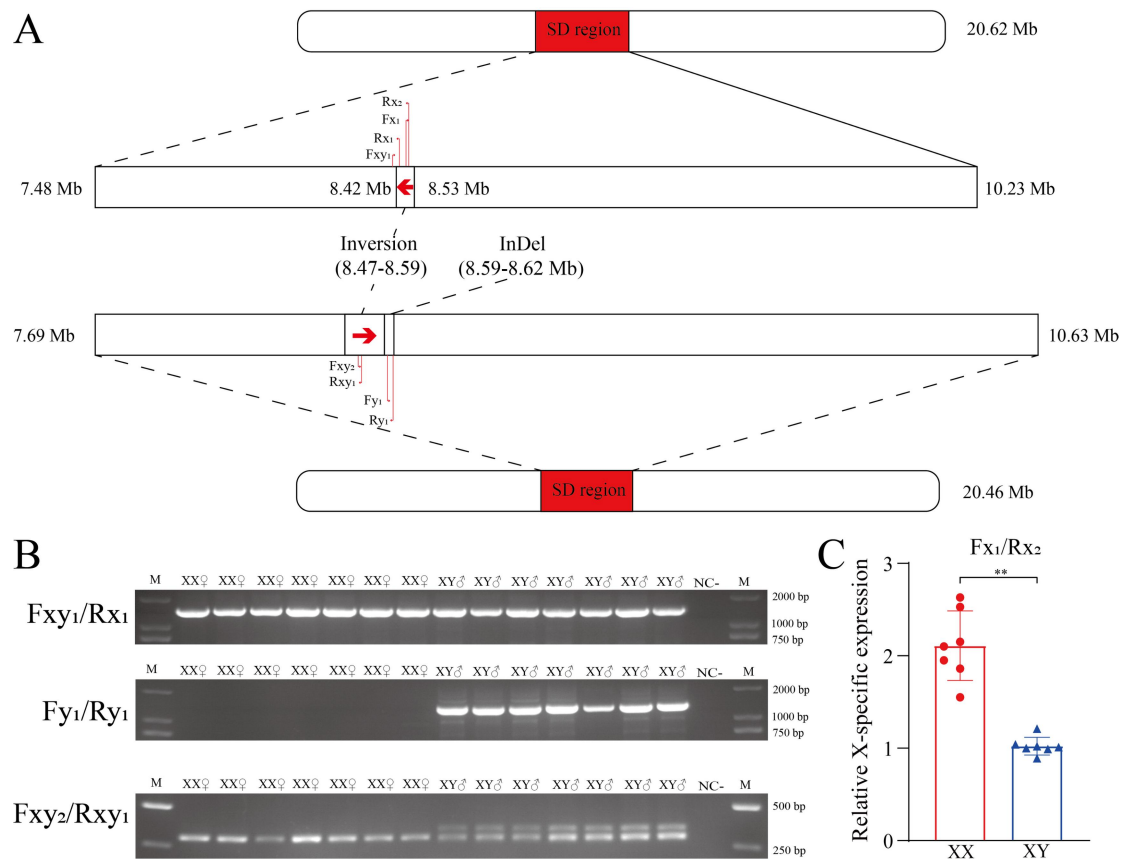 A
SD region
20.62 Mb
Rx₂
Fx₁
Rx₁
Fxy₁
7.48 Mb
8.42 Mb
8.53 Mb
10.23 Mb
Inversion
(8.47-8.59)
InDel
(8.59-8.62 Mb)
7.69 Mb
10.63 Mb
Fxy₂
Rxy₁
Fy₁
Ry₁
SD region
20.46 Mb
B
M XX♀ XX♀ XX♀ XX♀ XX♀ XX♀ XX♀ XY♂ XY♂ XY♂ XY♂ XY♂ XY♂ XY♂ NC- M
Fxy₁/Rx₁
2000 bp
1000 bp
750 bp
M XX♀ XX♀ XX♀ XX♀ XX♀ XX♀ XX♀ XY♂ XY♂ XY♂ XY♂ XY♂ XY♂ XY♂ NC- M
Fy₁/Ry₁
2000 bp
1000 bp
750 bp
M XX♀ XX♀ XX♀ XX♀ XX♀ XX♀ XX♀ XY♂ XY♂ XY♂ XY♂ XY♂ XY♂ XY♂ NC- M
Fxy₂/Rxy₁
500 bp
250 bp
C
Fx₁/Rx₂
**
Relative X-specific expression
3
2
1
0
XX XY